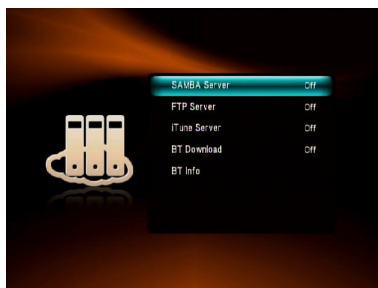 SAMBA Server Off
FTP Server Off
iTune Server Off
BT Download Off
BT Info